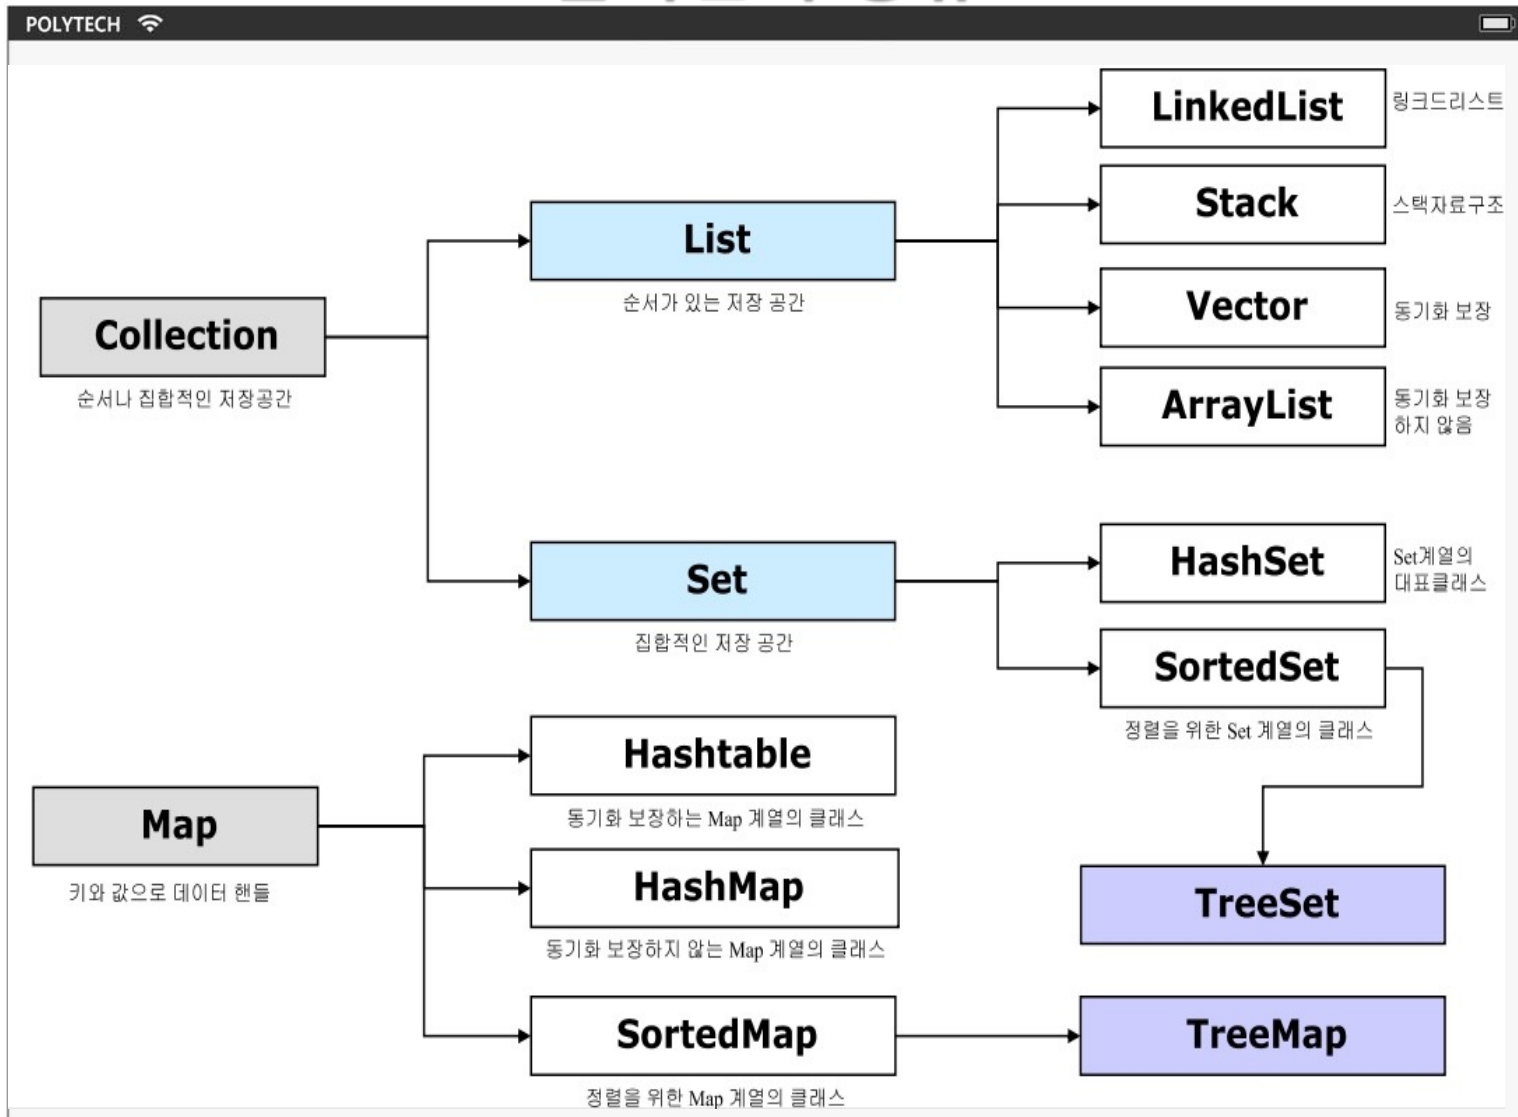 POLYTECH
LinkedList
링크드리스트
Stack
스택자료구조
List
순서가 있는 저장 공간
Vector
동기화 보장
Collection
순서나 집합적인 저장공간
ArrayList
동기화 보장
하지 않음
HashSet
Set계열의
대표클래스
Set
집합적인 저장 공간
SortedSet
정렬을 위한 Set 계열의 클래스
Hashtable
동기화 보장하는 Map 계열의 클래스
Map
키와 값으로 데이터 핸들
HashMap
동기화 보장하지 않는 Map 계열의 클래스
TreeSet
SortedMap
정렬을 위한 Map 계열의 클래스
TreeMap